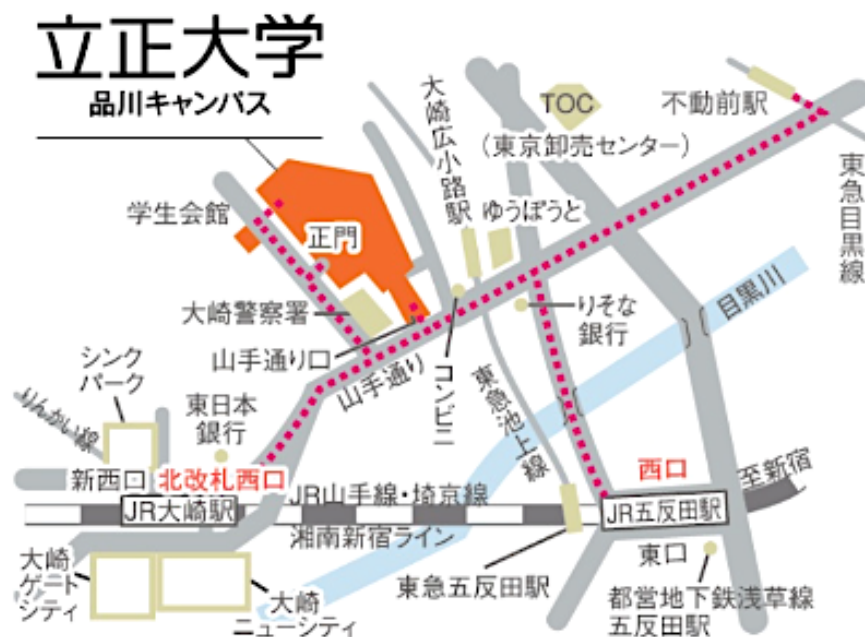 立正大学
品川キャンパス
大崎広小路駅
TOC
(東京卸売センター)
不動前駅
東急目黒線
学生会館
正門
ゆうぽうと
大崎警察署
りそな
銀行
目黒川
山手通り口
山手通り
コンビニ
東急池上線
シンク
パーク
りんかい線
東日本
銀行
新西口
北改札西口
西口
至新宿
JR大崎駅
JR山手線・埼京線
湘南新宿ライン
JR五反田駅
東口
大崎
ゲート
シティ
大崎
ニューシティ
東急五反田駅
都営地下鉄浅草線
五反田駅